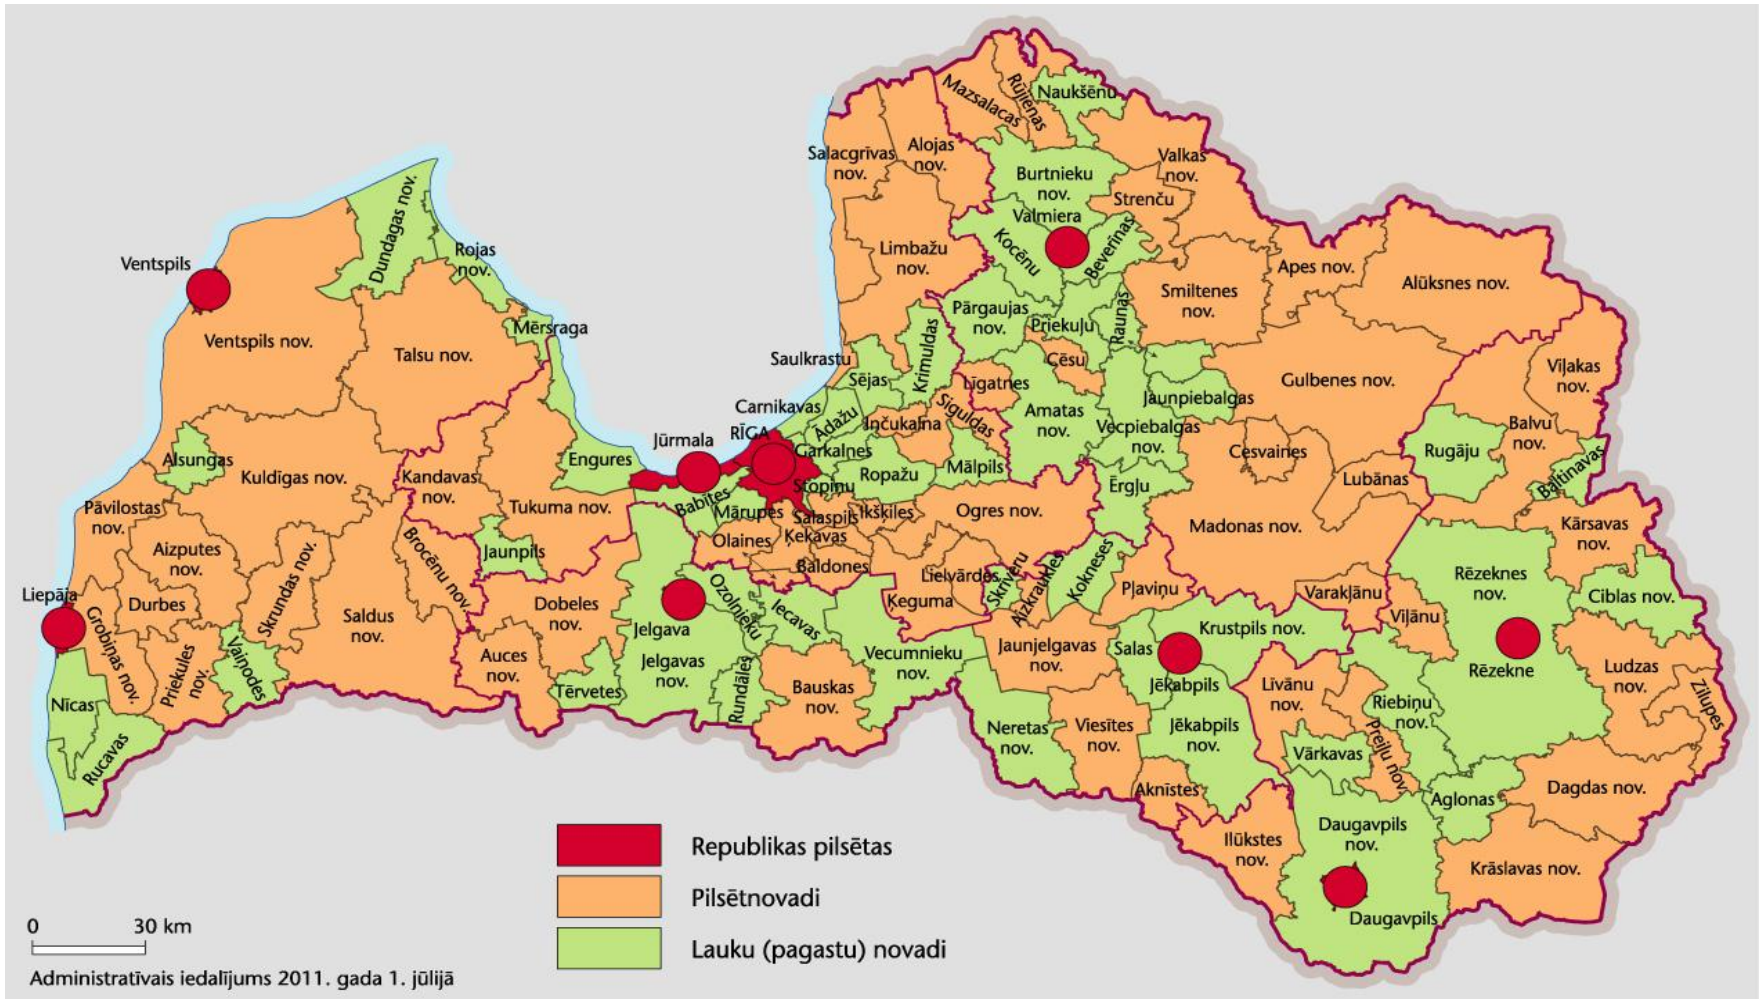 Mazsalacas
Rūjienas
Naukšēnu
Salacgrīvas
nov.
Alojas
nov.
Burtnieku
nov.
Valkas
nov.
Strenču
Valmiera
Kocēnu
Beverīnas
Dundagas nov.
Rojas
nov.
Ventspils
Limbažu
nov.
Apes nov.
Alūksnes nov.
Smiltenes
nov.
Pārgaujas
nov.
Priekuļu
Raunas
Mērsraga
Ventspils nov.
Talsu nov.
Saulkrastu
Krimuldas
Cēsu
Viļakas
nov.
Sējas
Līgatnes
Gulbenes nov.
Carnikavas
Ādažu
Inčukalna
Siguldas
Amatas
nov.
Jaunpiebalgas
Vecpiebalgas
nov.
Balvu
nov.
Jūrmala
RĪGA
Garkalnes
Rugāju
Cesvaines
Alsungas
Engures
Ropažu
Mālpils
Baltinavas
Kuldīgas nov.
Kandavas
nov.
Stopiņu
Ērgļu
Lubānas
Pāvilostas
nov.
Tukuma nov.
Babītes
Mārupes
Salaspils
Ikšķiles
Ogres nov.
Madonas nov.
Kārsavas
nov.
Aizputes
nov.
Skrundas nov.
Brocēnu nov.
Jaunpils
Olaines
Ķekavas
Baldones
Lielvārdes
Skrīveru
Aizkraukles
Kokneses
Pļaviņu
Varakļānu
Rēzeknes
nov.
Ciblas nov.
Liepāja
Grobiņas nov.
Durbes
Saldus
nov.
Dobeles
nov.
Ozolnieku
Iecavas
Ķeguma
Viļānu
Jelgava
Priekules
nov.
Vaiņodes
Auces
nov.
Jelgavas
nov.
Vecumnieku
nov.
Jaunjelgavas
nov.
Salas
Krustpils nov.
Rēzekne
Ludzas
nov.
Zilupes
Nīcas
Tērvetes
Rundāles
Bauskas
nov.
Jēkabpils
Līvānu
nov.
Riebiņu
nov.
Rucavas
Neretas
nov.
Viesītes
nov.
Jēkabpils
nov.
Vārkavas
Preiļu nov.
Aknīstes
Aglonas
Dagdas nov.
Ilūkstes
nov.
Daugavpils
nov.
Krāslavas nov.
Daugavpils
Republikas pilsētas
Pilsētnovadi
Lauku (pagastu) novadi
0 30 km
Administratīvais iedalījums 2011. gada 1. jūlijā